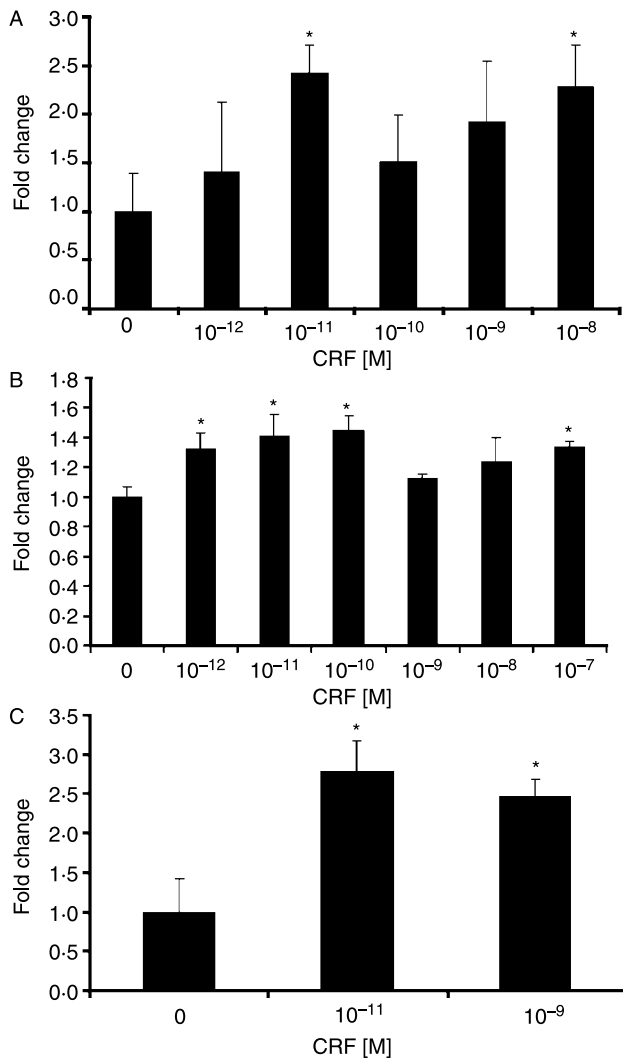 A
Fold change
3·0
2·5
2·0
1·5
1·0
0·5
0·0
*
*
0 10⁻¹² 10⁻¹¹ 10⁻¹⁰ 10⁻⁹ 10⁻⁸
CRF [M]
B
Fold change
1·8
1·6
1·4
1·2
1·0
0·8
0·6
0·4
0·2
0·0
*
*
*
*
0 10⁻¹² 10⁻¹¹ 10⁻¹⁰ 10⁻⁹ 10⁻⁸ 10⁻⁷
CRF [M]
C
Fold change
3·5
3·0
2·5
2·0
1·5
1·0
0·5
0·0
*
*
0 10⁻¹¹ 10⁻⁹
CRF [M]